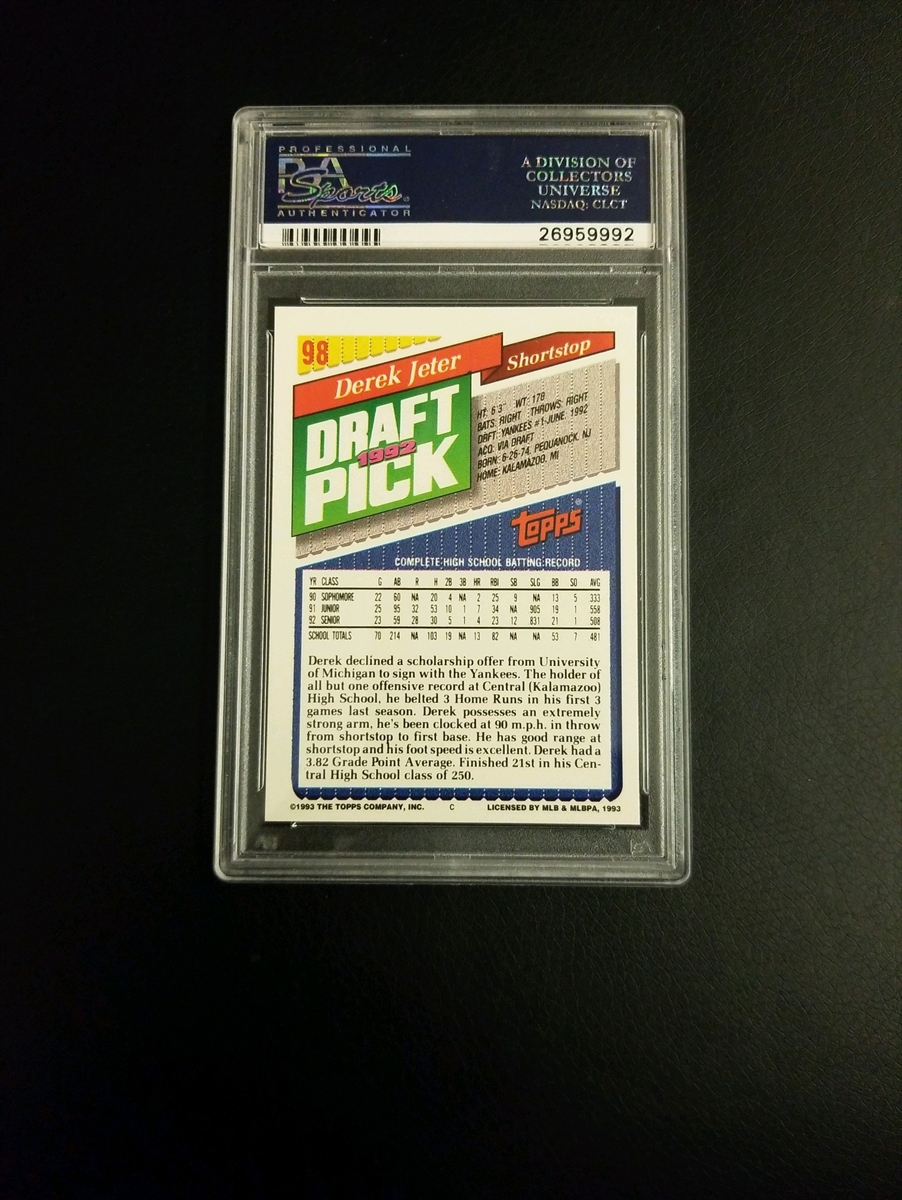 PROFESSIONAL
PSA
Sports
AUTHENTICATOR
A DIVISION OF
COLLECTORS
UNIVERSE
NASDAQ: CLCT
26959992
98
Derek Jeter
Shortstop
DRAFT
1992
PICK
HT: 6'3" WT: 178
BATS: RIGHT THROWS: RIGHT
DRFT: YANKEES #1-JUNE, 1992
ACQ: VIA DRAFT
BORN: 6-26-74, PEQUANOCK, NJ
HOME: KALAMAZOO, MI
Topps®
COMPLETE HIGH SCHOOL BATTING RECORD
YR CLASS G AB R H 2B 3B HR RBI SB SLG BB SO AVG
90 SOPHOMORE 22 60 NA 20 4 NA 2 25 9 NA 13 5 333
91 JUNIOR 25 95 32 53 10 1 7 34 NA 905 19 1 558
92 SENIOR 23 59 28 30 5 1 4 23 12 831 21 1 508
SCHOOL TOTALS 70 214 NA 103 19 NA 13 82 NA NA 53 7 481
Derek declined a scholarship offer from University
of Michigan to sign with the Yankees. The holder of
all but one offensive record at Central (Kalamazoo)
High School, he belted 3 Home Runs in his first 3
games last season. Derek possesses an extremely
strong arm, he's been clocked at 90 m.p.h. in throw
from shortstop to first base. He has good range at
shortstop and his foot speed is excellent. Derek had a
3.82 Grade Point Average. Finished 21st in his Cen-
tral High School class of 250.
©1993 THE TOPPS COMPANY, INC. C LICENSED BY MLB & MLBPA, 1993